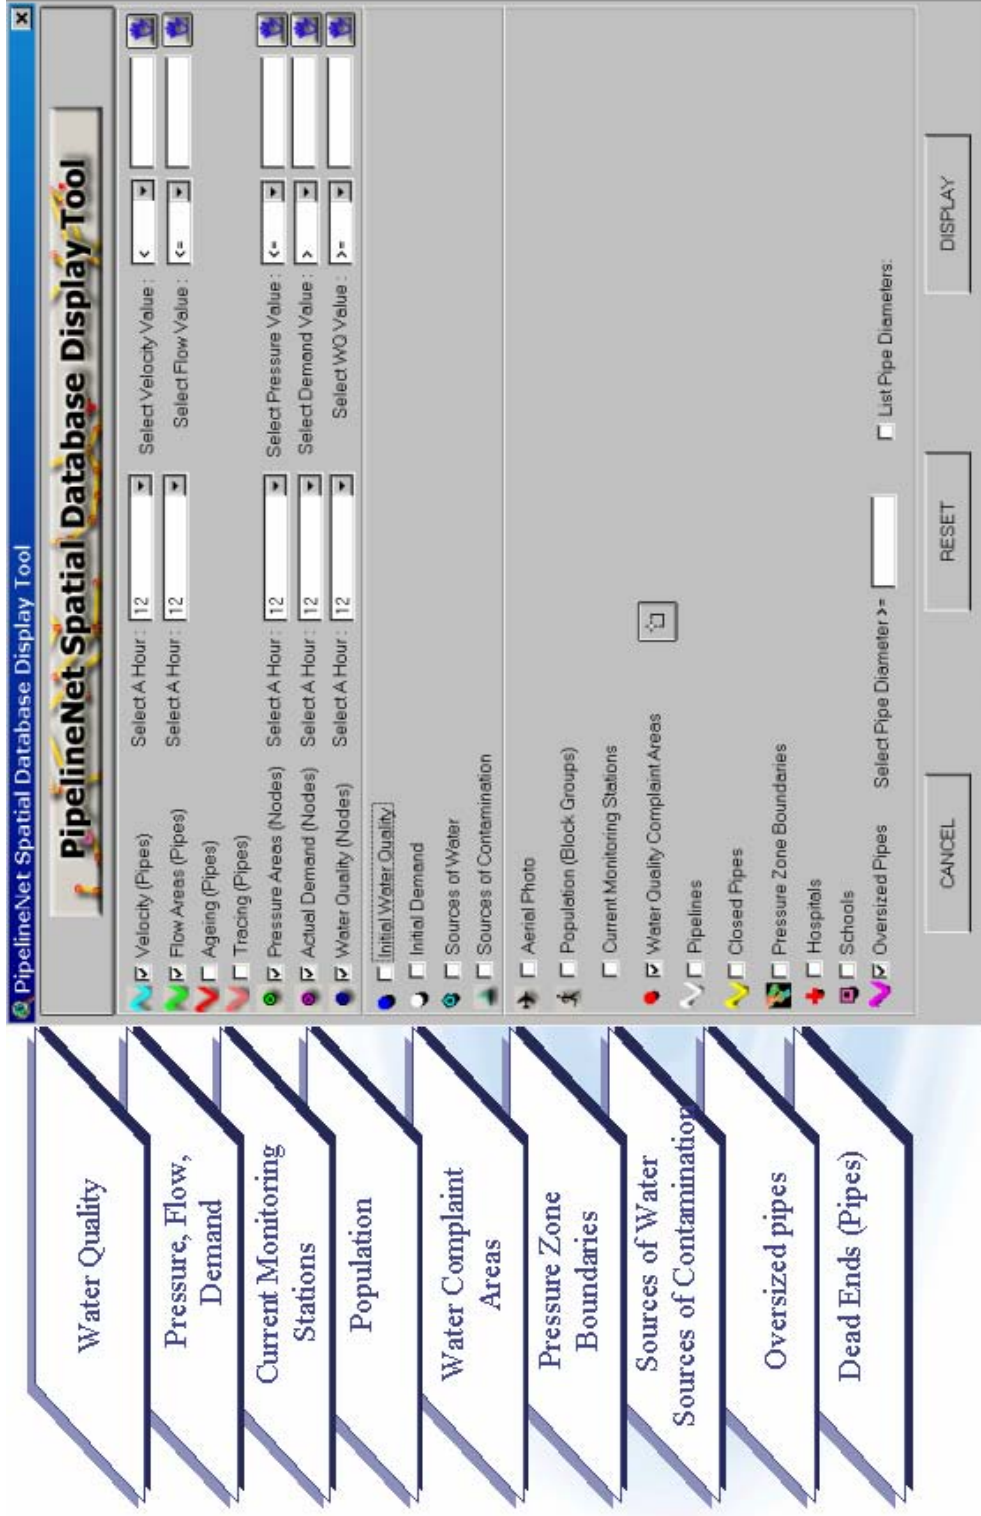 Water Quality
Pressure, Flow,
Demand
Current Monitoring
Stations
Population
Water Complaint
Areas
Pressure Zone
Boundaries
Sources of Water
Sources of Contamination
Oversized pipes
Dead Ends (Pipes)
PipelineNet Spatial Database Display Tool
PipelineNet Spatial Database Display Tool
Velocity (Pipes) Select A Hour : 12 Select Velocity Value : <
Flow Areas (Pipes) Select A Hour : 12 Select Flow Value : <=
Ageing (Pipes)
Tracing (Pipes)
Pressure Areas (Nodes) Select A Hour : 12 Select Pressure Value : <=
Actual Demand (Nodes) Select A Hour : 12 Select Demand Value : >
Water Quality (Nodes) Select A Hour : 12 Select WQ Value : >=
Initial Water Quality
Initial Demand
Sources of Water
Sources of Contamination
Aerial Photo
Population (Block Groups)
Current Monitoring Stations
Water Quality Complaint Areas
Pipelines
Closed Pipes
Pressure Zone Boundaries
Hospitals
Schools
Oversized Pipes Select Pipe Diameter >= List Pipe Diameters:
CANCEL RESET DISPLAY